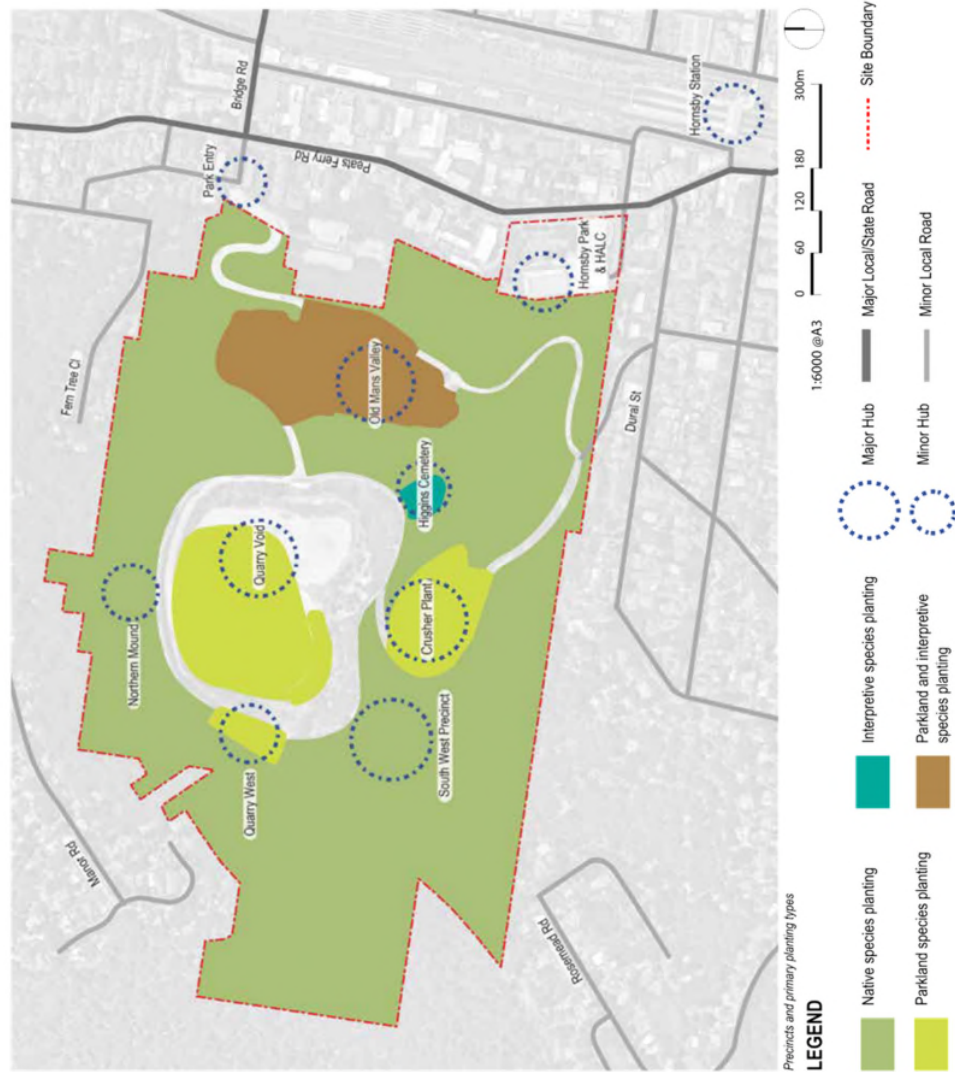 Bridge Rd
Park Entry
Peats Ferry Rd
Fern Tree Cl
Hornsby Station
Hornsby Park
& HALC
Old Mans Valley
Higgins Cemetery
Quarry Void
Northern Mound
Crusher Plant
Dural St
Manor Rd
Quarry West
South West Precinct
Rosemead Rd
1:6000 @A3
0 60 120 180 300m
Precincts and primary planting types
LEGEND
Native species planting
Parkland species planting
Interpretive species planting
Parkland and interpretive
species planting
Major Hub
Minor Hub
Major Local/State Road
Minor Local Road
Site Boundary